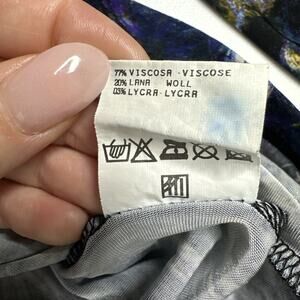 77% VISCOSA - VISCOSE
20% LANA - WOLL
03% LYCRA - LYCRA